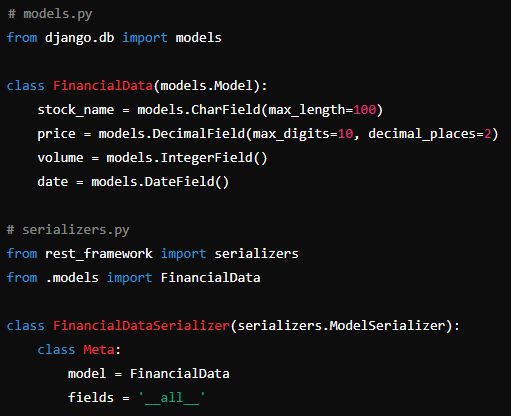 # models.py
from django.db import models

class FinancialData(models.Model):
    stock_name = models.CharField(max_length=100)
    price = models.DecimalField(max_digits=10, decimal_places=2)
    volume = models.IntegerField()
    date = models.DateField()

# serializers.py
from rest_framework import serializers
from .models import FinancialData

class FinancialDataSerializer(serializers.ModelSerializer):
    class Meta:
        model = FinancialData
        fields = '__all__'